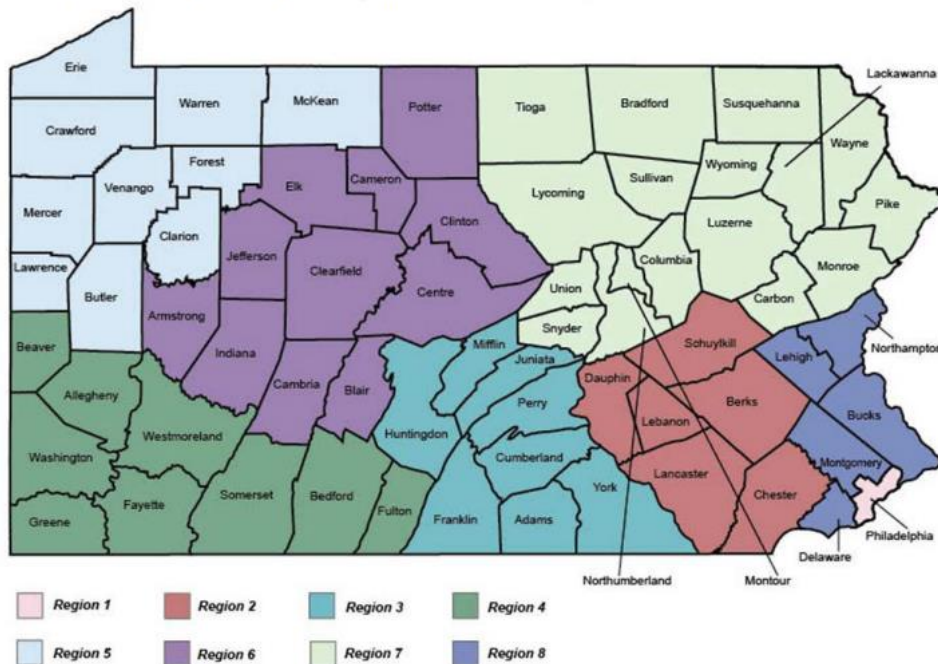 Lackawanna
Erie
Warren
McKean
Potter
Tioga
Bradford
Susquehanna
Crawford
Wayne
Forest
Wyoming
Venango
Elk
Cameron
Sullivan
Lycoming
Mercer
Clinton
Pike
Luzerne
Clarion
Jefferson
Columbia
Lawrence
Clearfield
Monroe
Butler
Centre
Union
Carbon
Armstrong
Snyder
Beaver
Indiana
Mifflin
Schuylkill
Northampton
Juniata
Lehigh
Allegheny
Cambria
Blair
Dauphin
Perry
Berks
Bucks
Westmoreland
Huntingdon
Lebanon
Washington
Cumberland
Montgomery
Lancaster
Somerset
Bedford
York
Chester
Fayette
Fulton
Greene
Franklin
Adams
Philadelphia
Delaware
Northumberland
Montour
Region 1
Region 2
Region 3
Region 4
Region 5
Region 6
Region 7
Region 8